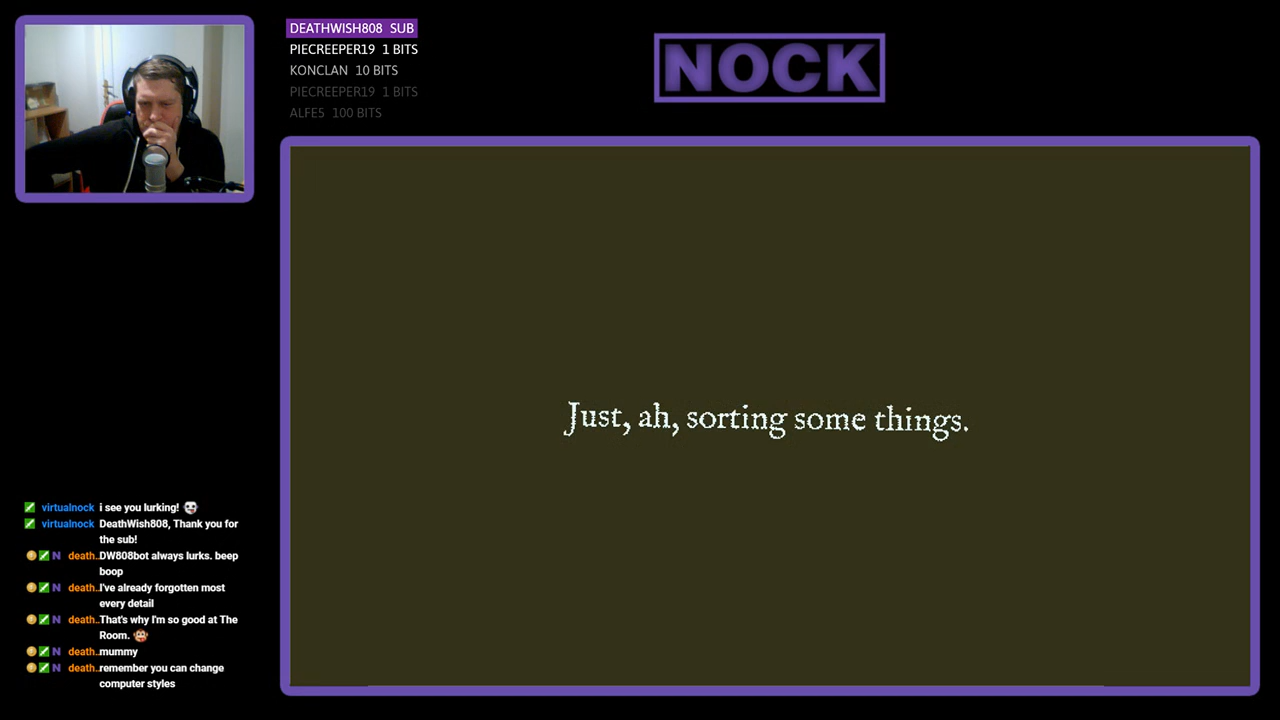 DEATHWISH808 SUB
PIECREEPER19 1 BITS
KONCLAN 10 BITS
PIECREEPER19 1 BITS
ALFE5 100 BITS
NOCK
Just, ah, sorting some things.
virtualnock i see you lurking!
virtualnock DeathWish808, Thank you for
the sub!
N death.. DW808bot always lurks. beep
boop
N death.. I've already forgotten most
every detail
N death.. That's why I'm so good at The
Room.
N death.. mummy
N death.. remember you can change
computer styles